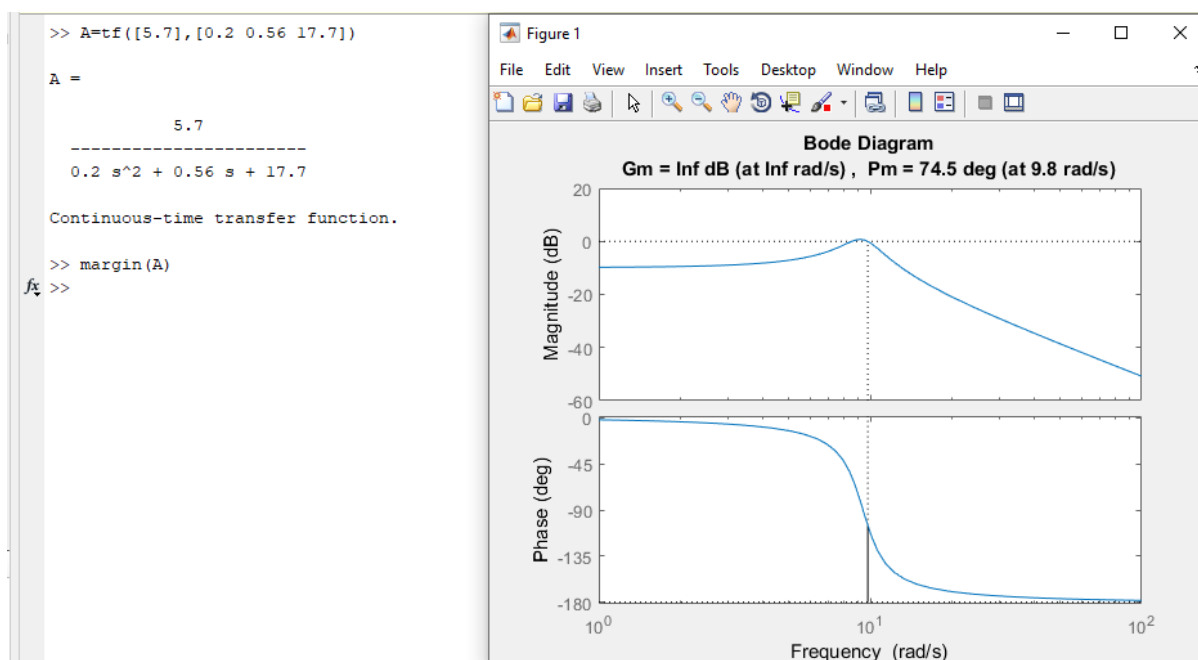 >> A=tf([5.7],[0.2 0.56 17.7])
A =
5.7
-----------------------
0.2 s^2 + 0.56 s + 17.7
Continuous-time transfer function.
>> margin(A)
fx >>
Figure 1
File Edit View Insert Tools Desktop Window Help
Bode Diagram
Gm = Inf dB (at Inf rad/s) , Pm = 74.5 deg (at 9.8 rad/s)
Magnitude (dB)
20
0
-20
-40
-60
Phase (deg)
0
-45
-90
-135
-180
10^0 10^1 10^2
Frequency (rad/s)